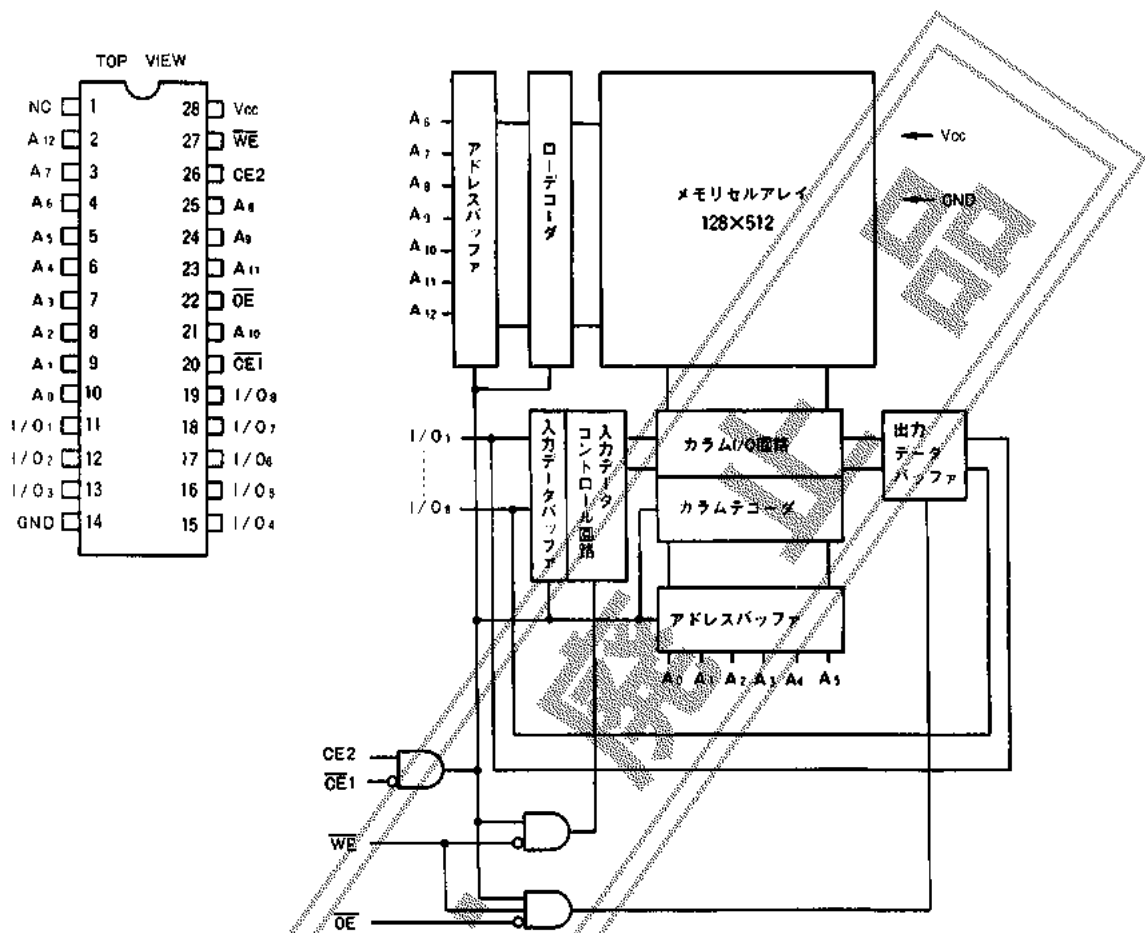 TOP VIEW
NC 1 28 Vcc
A12 2 27 W̅E̅
A7 3 26 CE2
A6 4 25 A8
A5 5 24 A9
A4 6 23 A11
A3 7 22 O̅E̅
A2 8 21 A10
A1 9 20 C̅E̅1
A0 10 19 I/O8
I/O1 11 18 I/O7
I/O2 12 17 I/O6
I/O3 13 16 I/O5
GND 14 15 I/O4
A6
A7
A8
A9
A10
A11
A12
アドレスバッファ
ローデコーダ
メモリセルアレイ
128×512
Vcc
GND
I/O1
I/O8
入力データバッファ
入力データ
コントロール回路
カラムI/O回路
カラムデコーダ
出力
データ
バッファ
アドレスバッファ
A0 A1 A2 A3 A4 A5
CE2
C̅E̅1
W̅E̅
O̅E̅
廃止品